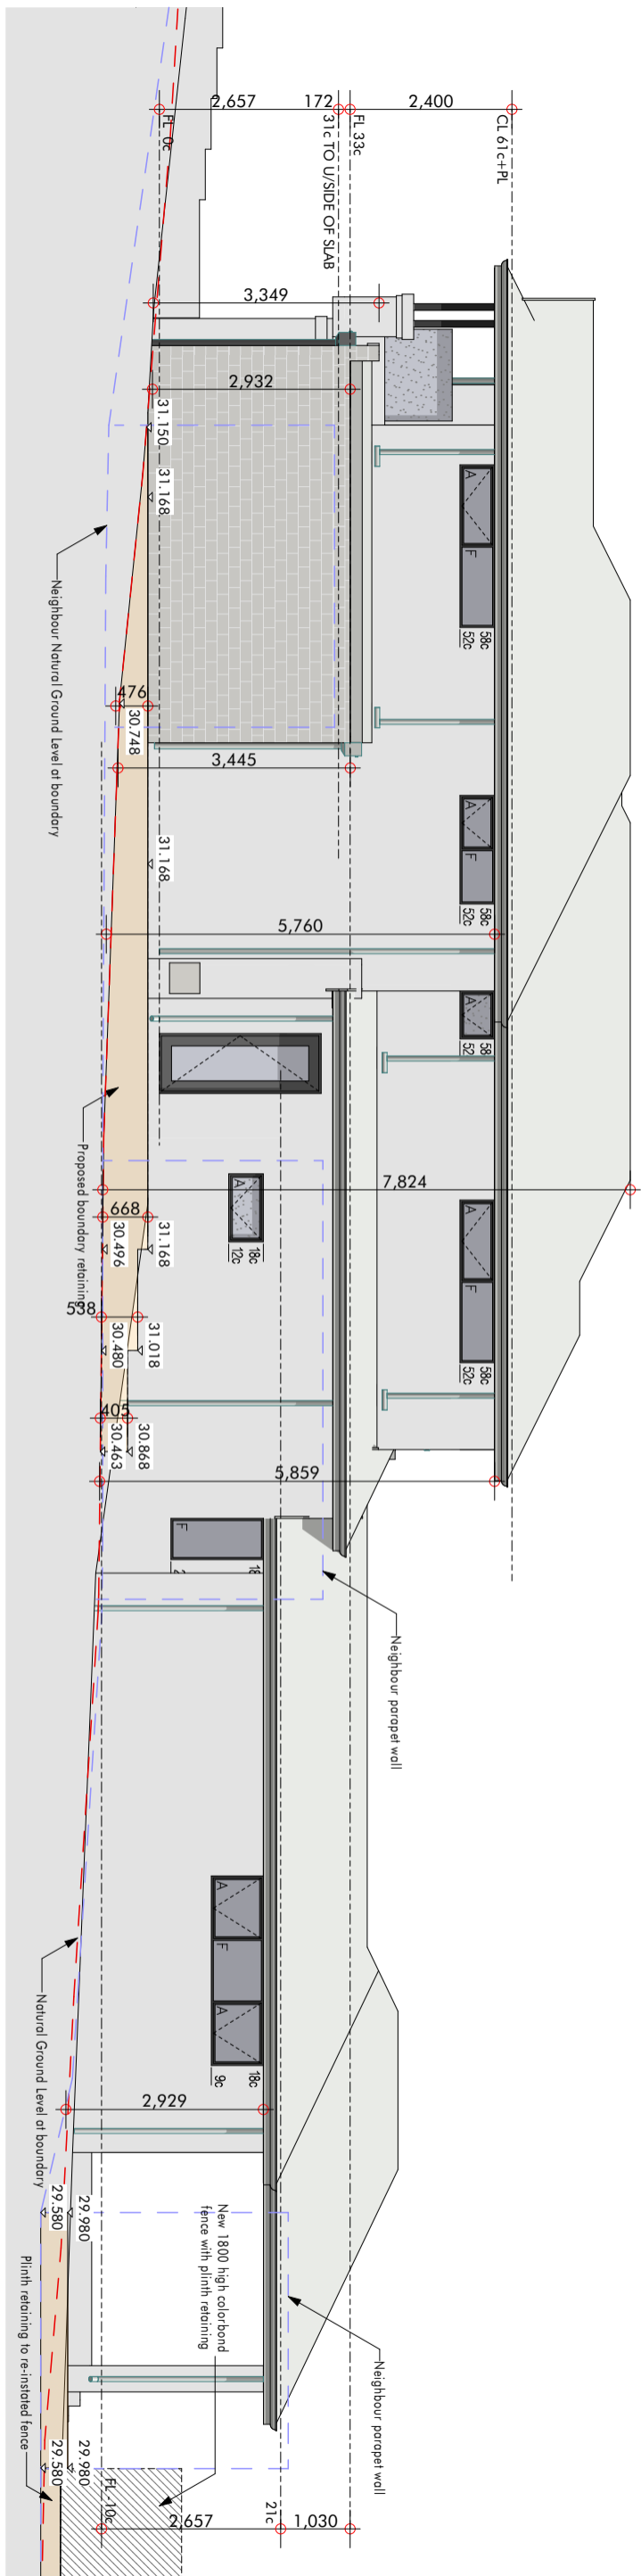 2,657
172
2,400
FL 0c
31c TO U/SIDE OF SLAB
FL 33c
CL 61c+PL
3,349
2,932
31.150
31.168
A
F
58c
52c
Neighbour Natural Ground Level at boundary
476
30.748
3,445
31.168
A
F
58c
52c
5,760
58
52
A
Proposed boundary retaining
7,824
668
30.496
31.168
A
18c
12c
A
F
58c
52c
538
30.480
31.018
405
30.463
30.868
5,859
F
Neighbour parapet wall
A
F
A
18c
9c
Natural Ground Level at boundary
2,929
29.580
29.980
New 1800 high colorbond
fence with plinth retaining
Neighbour parapet wall
Plinth retaining to re-instated fence
29.580
29.980
FL -10c
21c
2,657
1,030